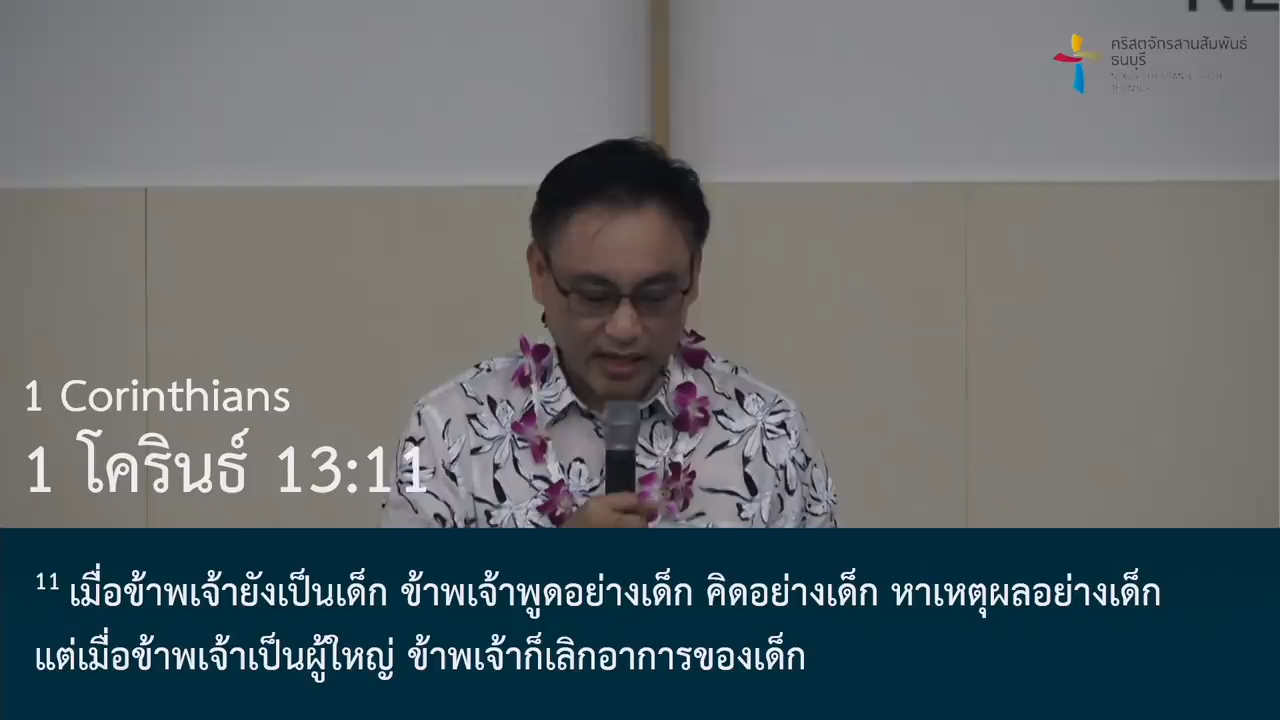 คริสตจักรสานสัมพันธ์
ธนบุรี
1 Corinthians
1 โครินธ์ 13:11
11 เมื่อข้าพเจ้ายังเป็นเด็ก ข้าพเจ้าพูดอย่างเด็ก คิดอย่างเด็ก หาเหตุผลอย่างเด็ก
แต่เมื่อข้าพเจ้าเป็นผู้ใหญ่ ข้าพเจ้าก็เลิกอาการของเด็ก